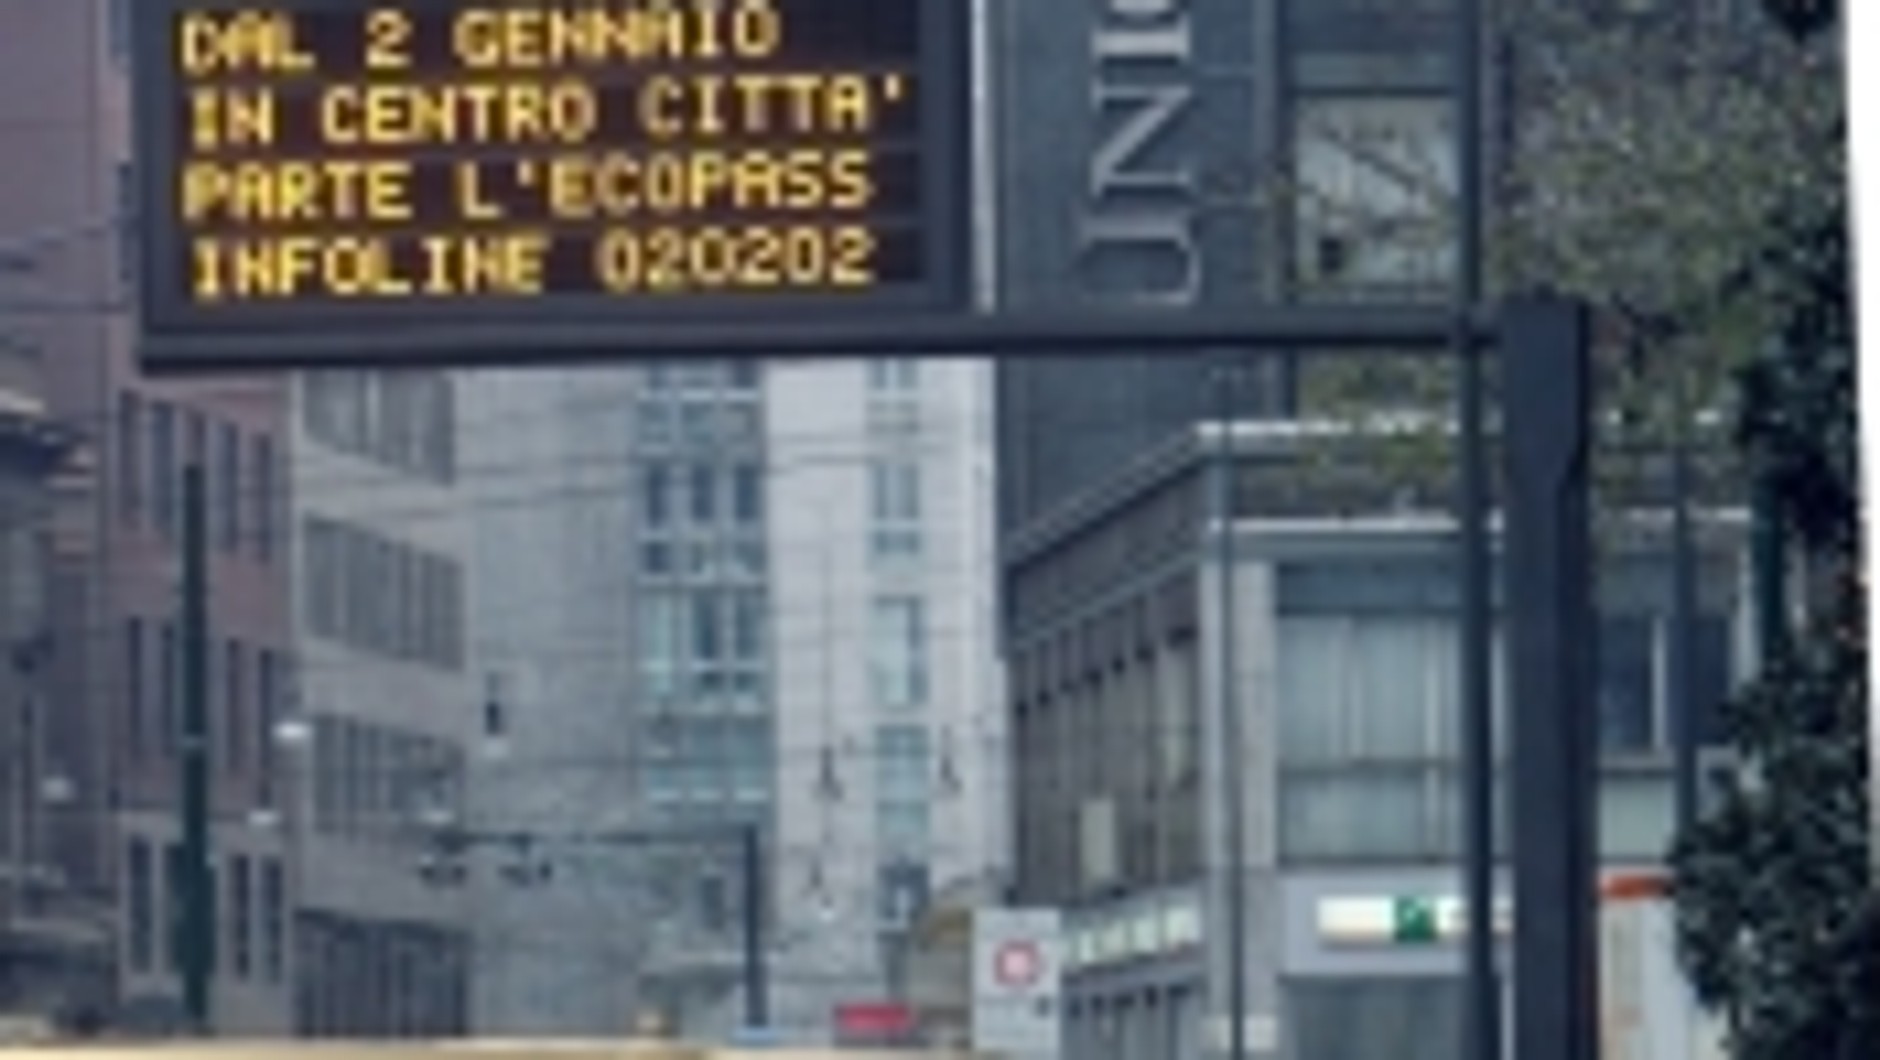 DAL 2 GENNAIO
IN CENTRO CITTA'
PARTE L'ECOPASS
INFOLINE 020202